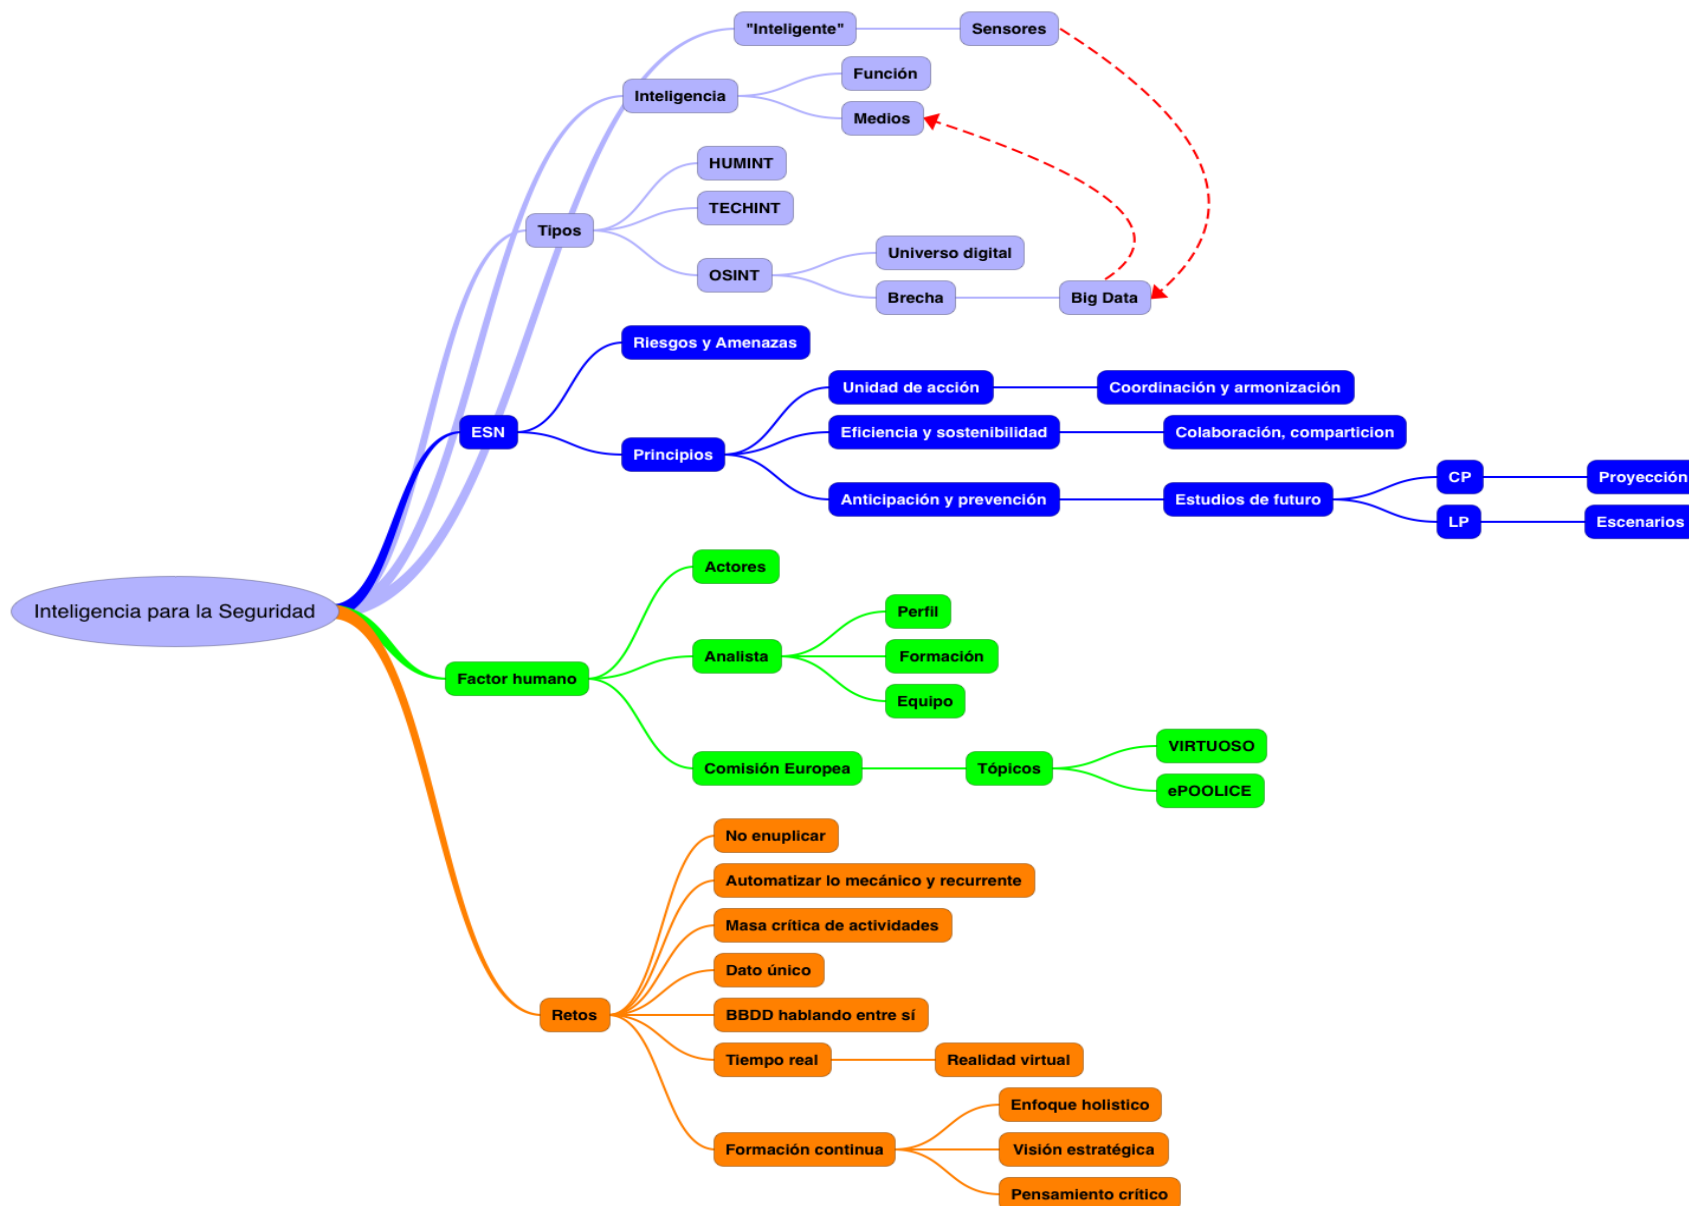 "Inteligente"
Sensores
Inteligencia
Función
Medios
Tipos
HUMINT
TECHINT
OSINT
Universo digital
Brecha
Big Data
ESN
Riesgos y Amenazas
Principios
Unidad de acción
Coordinación y armonización
Eficiencia y sostenibilidad
Colaboración, comparticion
Anticipación y prevención
Estudios de futuro
CP
Proyección
LP
Escenarios
Inteligencia para la Seguridad
Factor humano
Actores
Analista
Perfil
Formación
Equipo
Comisión Europea
Tópicos
VIRTUOSO
ePOOLICE
Retos
No enuplicar
Automatizar lo mecánico y recurrente
Masa crítica de actividades
Dato único
BBDD hablando entre sí
Tiempo real
Realidad virtual
Formación continua
Enfoque holistico
Visión estratégica
Pensamiento crítico